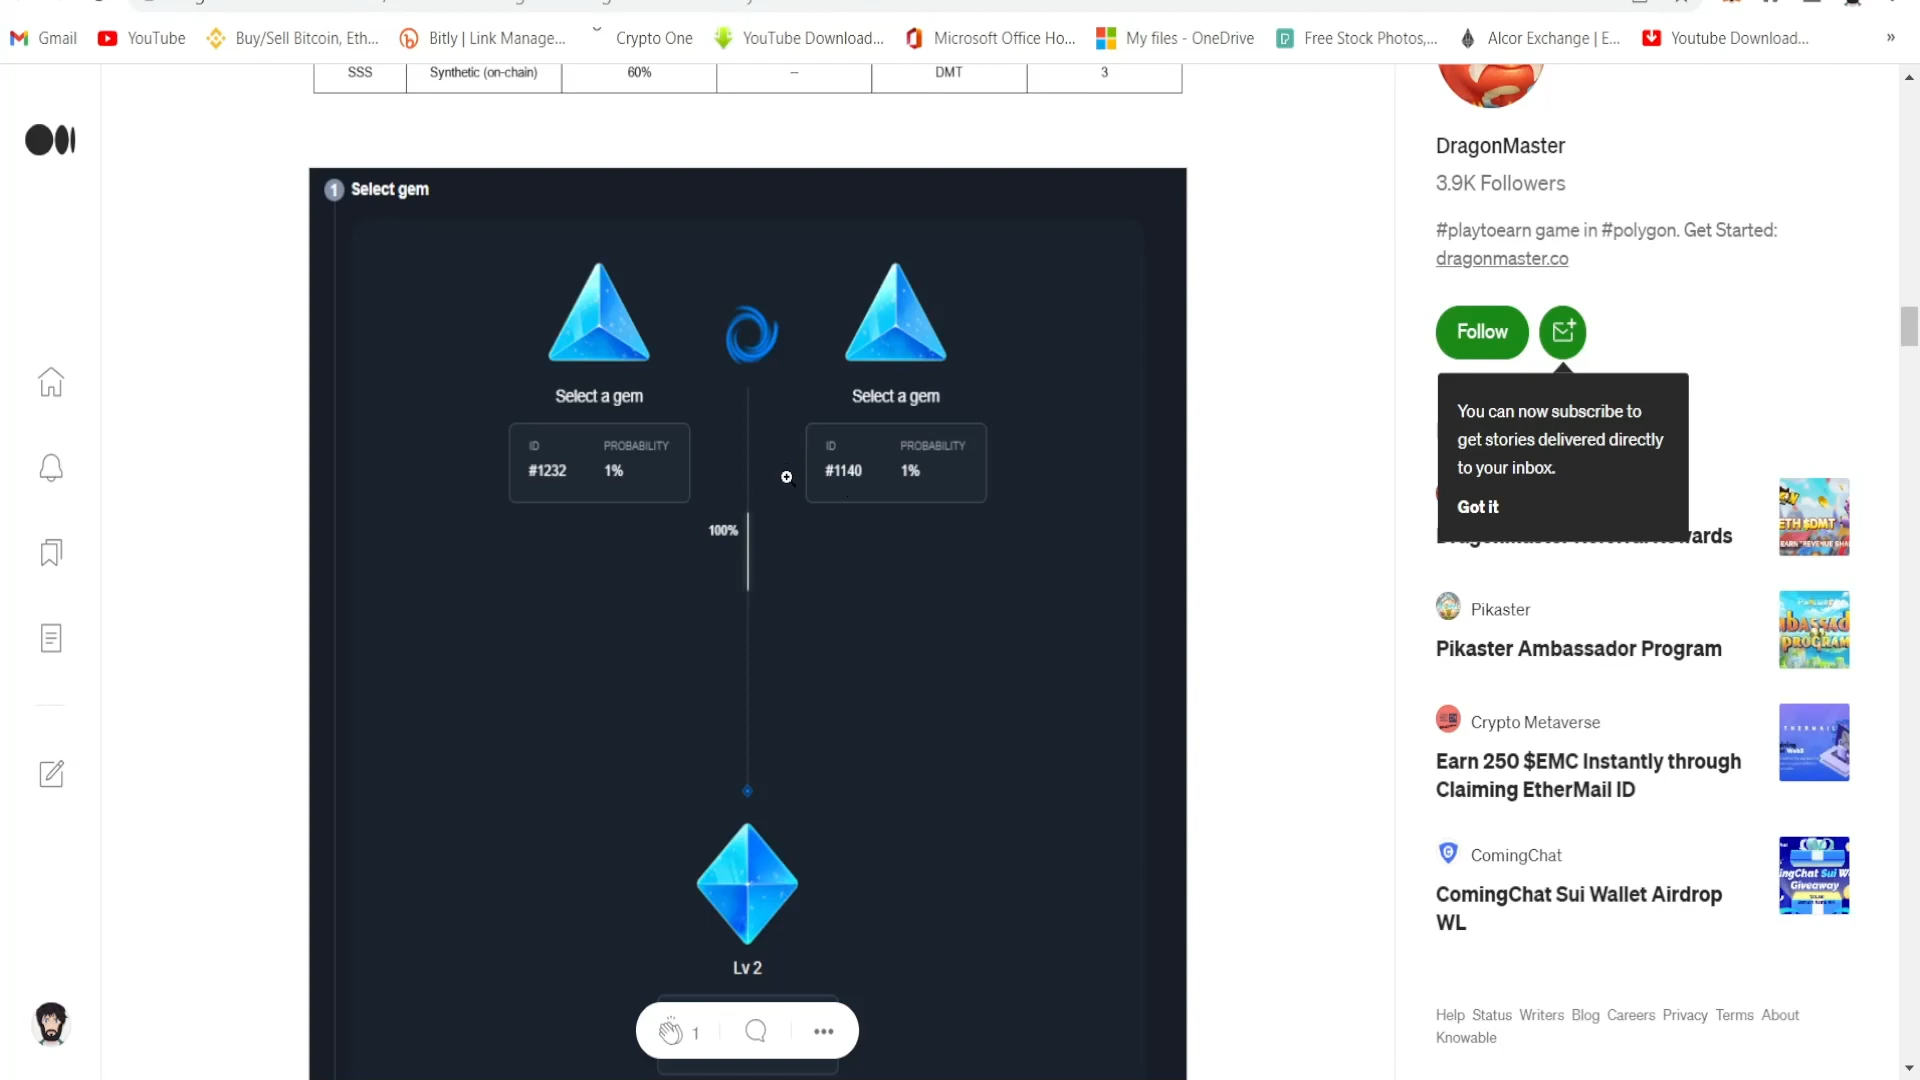 Gmail
YouTube
Buy/Sell Bitcoin, Eth...
Bitly | Link Manage...
Crypto One
YouTube Download...
Microsoft Office Ho...
My files - OneDrive
Free Stock Photos,...
Alcor Exchange | E...
Youtube Download...
»
SSS Synthetic (on-chain) 60% -- DMT 3
1 Select gem
Select a gem
Select a gem
ID PROBABILITY
#1232 1%
ID PROBABILITY
#1140 1%
100%
Lv 2
1
DragonMaster
3.9K Followers
#playtoearn game in #polygon. Get Started:
dragonmaster.co
Follow
You can now subscribe to
get stories delivered directly
to your inbox.
Got it
Pikaster
Pikaster Ambassador Program
Crypto Metaverse
Earn 250 $EMC Instantly through
Claiming EtherMail ID
ComingChat
ComingChat Sui Wallet Airdrop
WL
Help Status Writers Blog Careers Privacy Terms About
Knowable